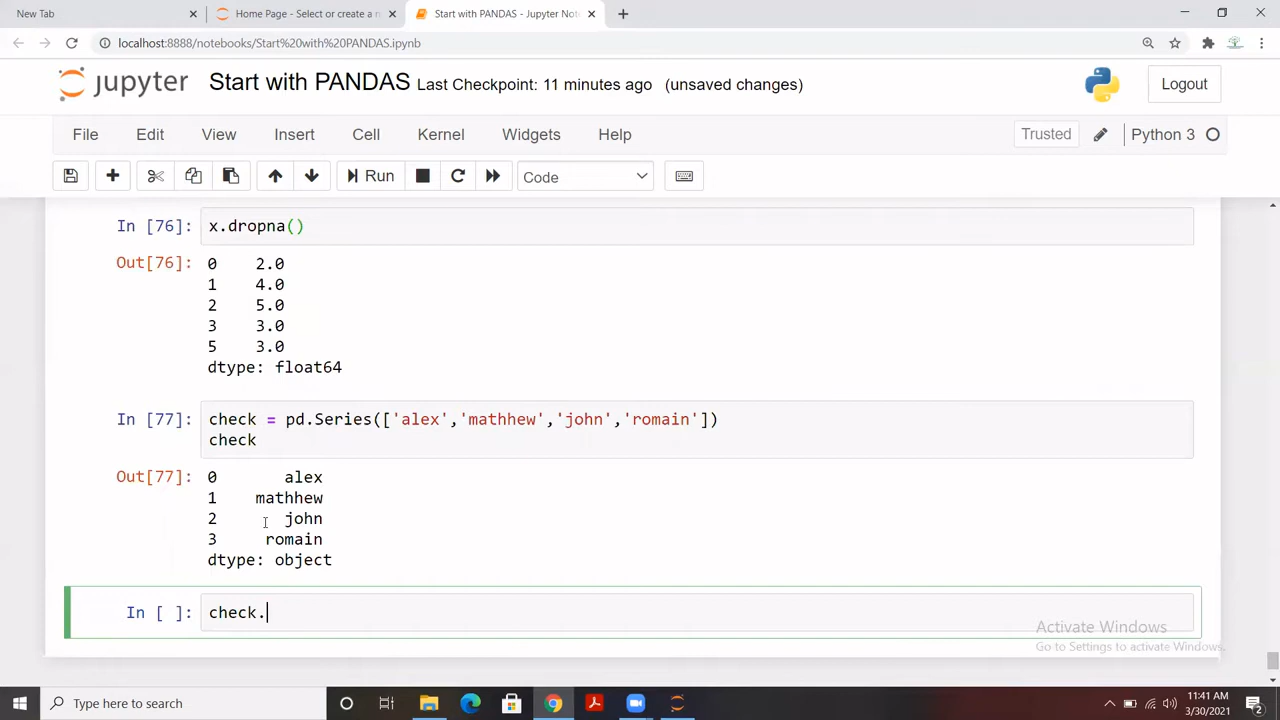 New Tab
Home Page - Select or create a n
Start with PANDAS - Jupyter Not
localhost:8888/notebooks/Start%20with%20PANDAS.ipynb
jupyter Start with PANDAS Last Checkpoint: 11 minutes ago (unsaved changes)
Logout
File Edit View Insert Cell Kernel Widgets Help
Trusted Python 3
Run Code
In [76]: x.dropna()
Out[76]: 0 2.0
1 4.0
2 5.0
3 3.0
5 3.0
dtype: float64
In [77]: check = pd.Series(['alex','mathhew','john','romain'])
check
Out[77]: 0 alex
1 mathhew
2 john
3 romain
dtype: object
In [ ]: check.
Activate Windows
Go to Settings to activate Windows.
Type here to search
11:41 AM
3/30/2021
2